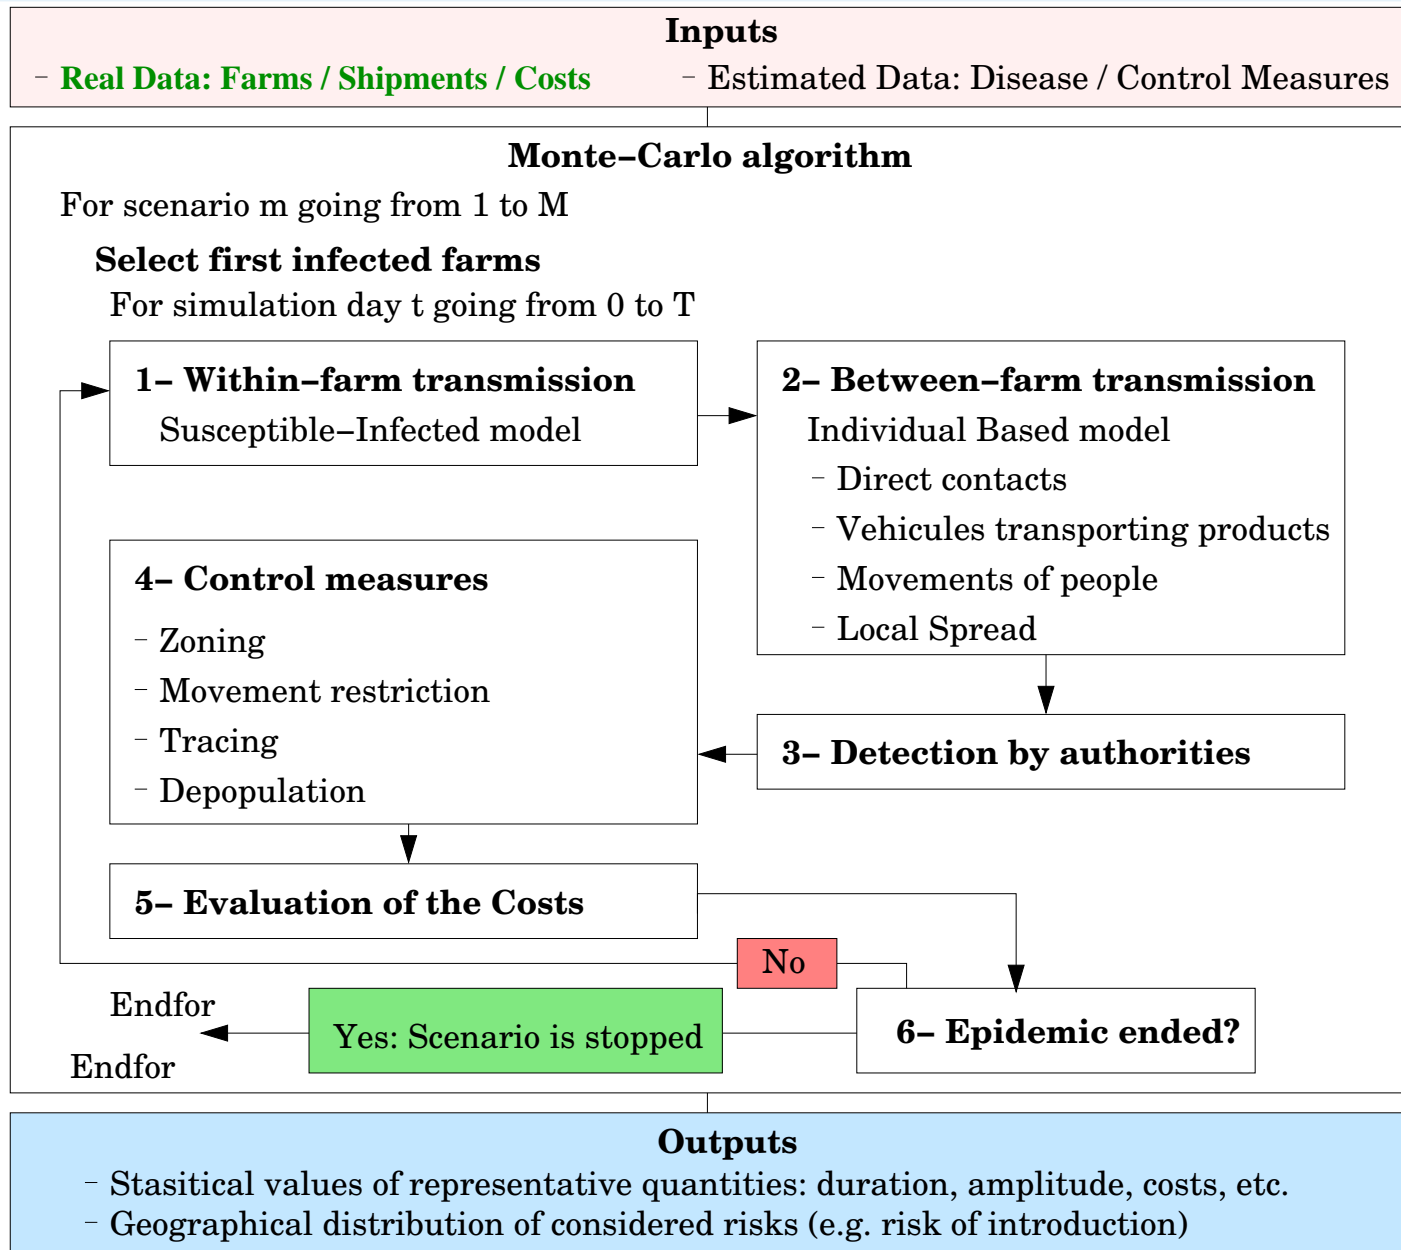 Inputs
– Real Data: Farms / Shipments / Costs
– Estimated Data: Disease / Control Measures
Monte–Carlo algorithm
For scenario m going from 1 to M
Select first infected farms
For simulation day t going from 0 to T
1– Within–farm transmission
Susceptible–Infected model
2– Between–farm transmission
Individual Based model
– Direct contacts
– Vehicules transporting products
– Movements of people
– Local Spread
3– Detection by authorities
4– Control measures
– Zoning
– Movement restriction
– Tracing
– Depopulation
5– Evaluation of the Costs
No
6– Epidemic ended?
Yes: Scenario is stopped
Endfor
Endfor
Outputs
– Stasitical values of representative quantities: duration, amplitude, costs, etc.
– Geographical distribution of considered risks (e.g. risk of introduction)